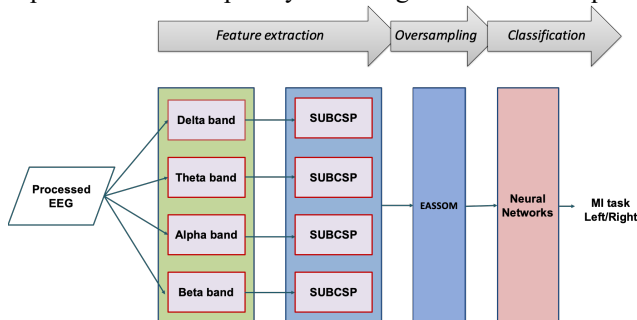 Feature extraction
Oversampling
Classification
Delta band
SUBCSP
Theta band
SUBCSP
Processed
EEG
EASSOM
Neural
Networks
MI task
Left/Right
Alpha band
SUBCSP
Beta band
SUBCSP